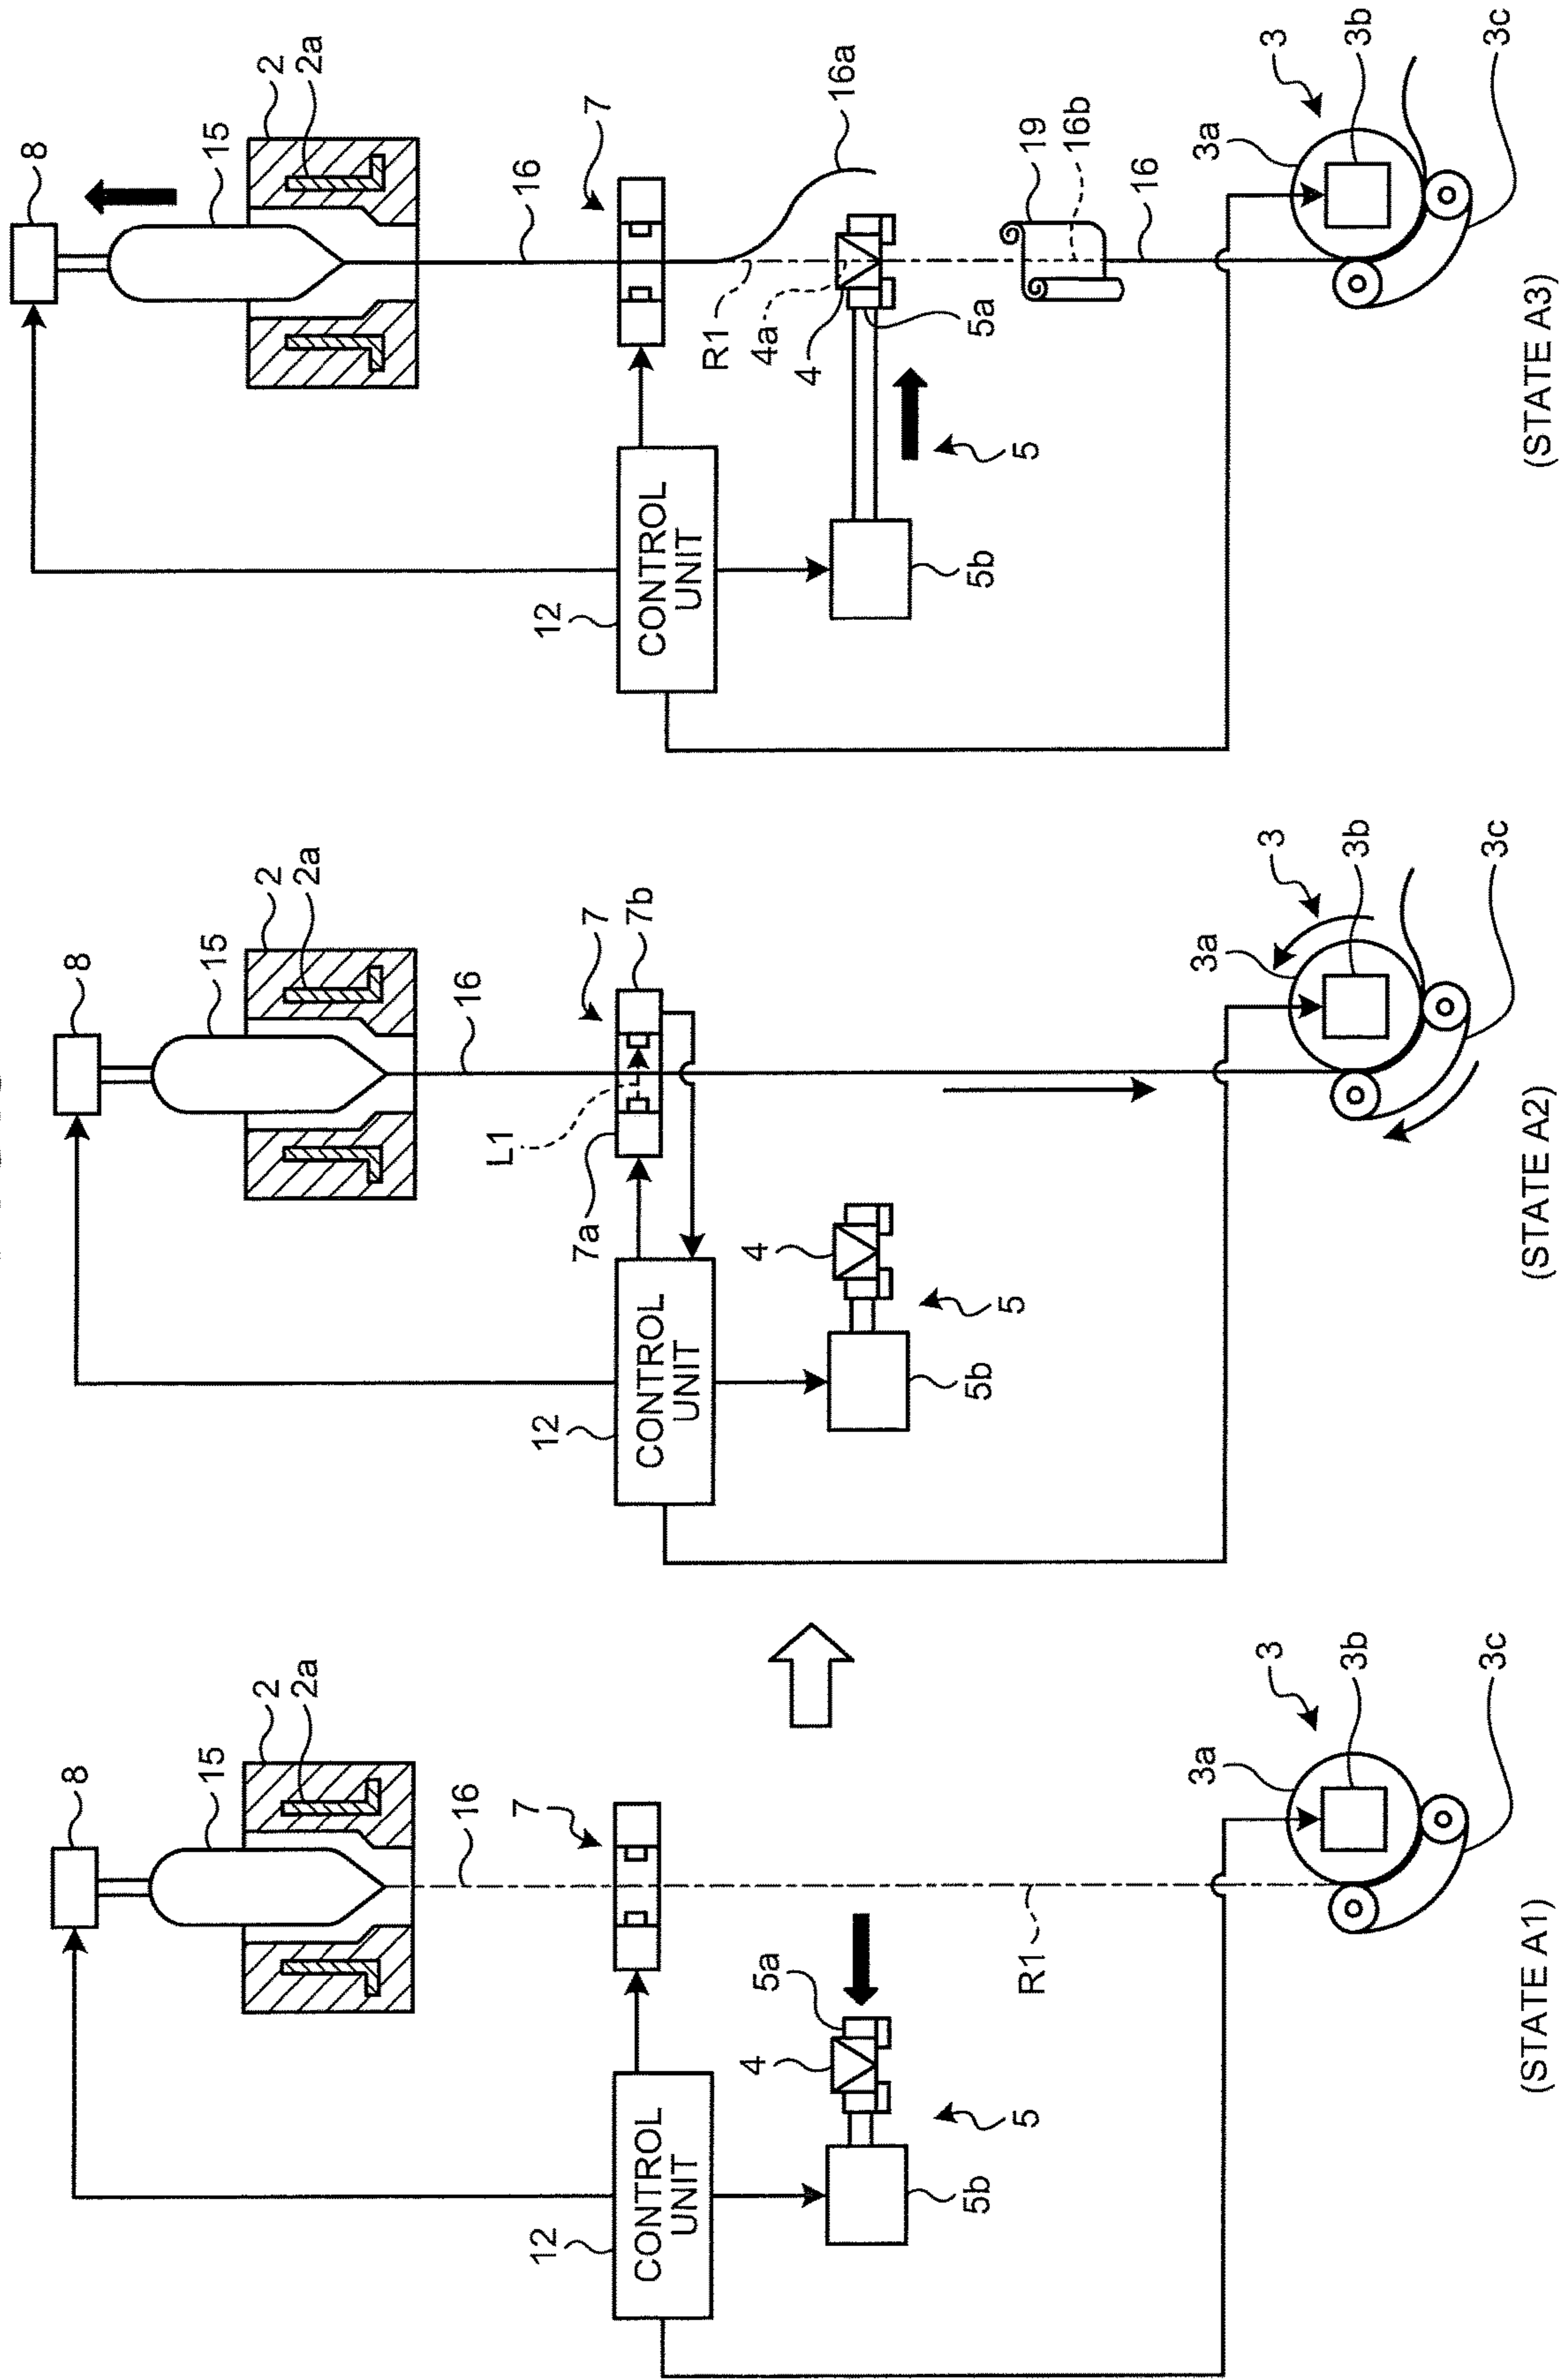 8
15
2
2a
16
7
12
CONTROL
UNIT
4
5a
5
5b
R1
3a
3
3b
3c
(STATE A1)
8
15
2
2a
16
L1
7
7b
7a
12
CONTROL
UNIT
4
5
5b
3a
3
3b
3c
(STATE A2)
8
15
2
2a
16
7
12
CONTROL
UNIT
R1
4a
4
16a
5a
5
5b
19
16b
16
3a
3
3b
3c
(STATE A3)